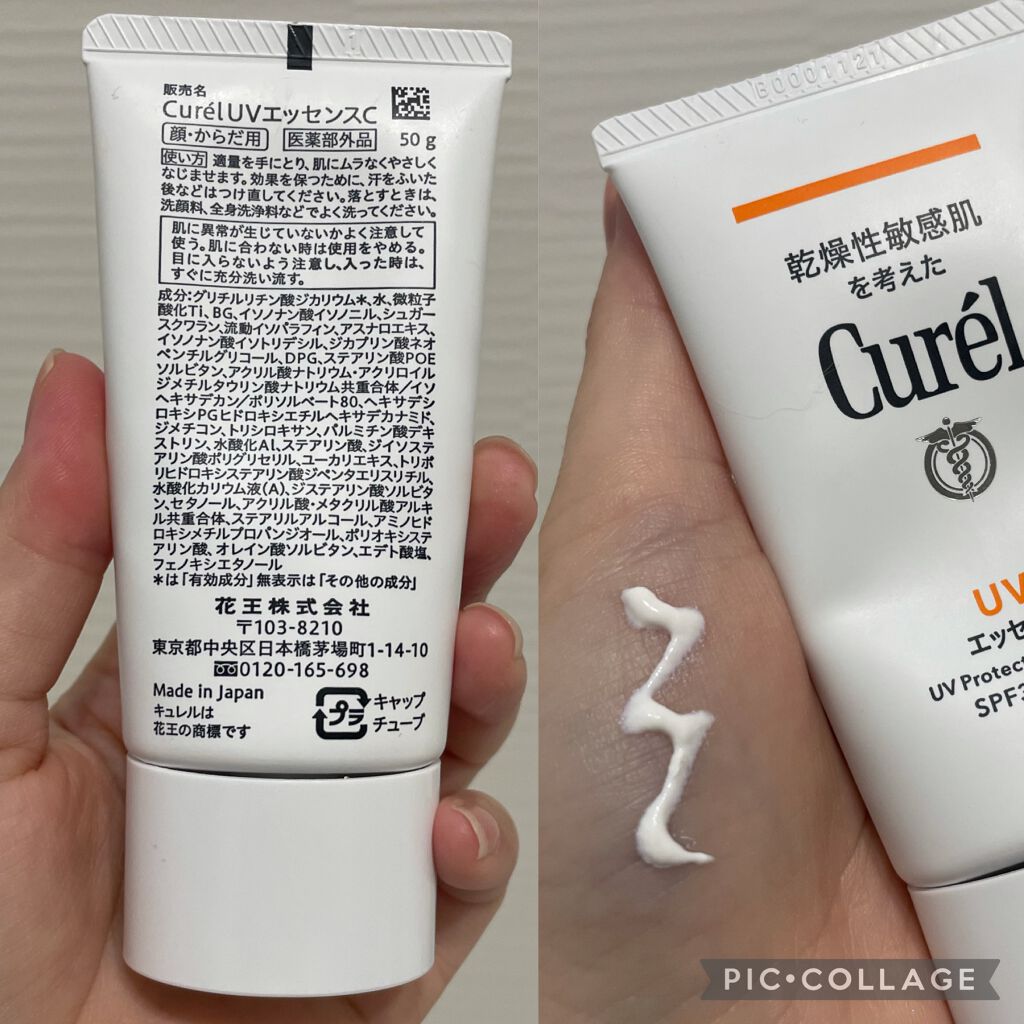 1
販売名
CurélUVエッセンスC
顔・からだ用 医薬部外品 50g
使い方 適量を手にとり、肌にムラなくやさしく
なじませます。効果を保つために、汗をふいた
後などはつけ直してください。落とすときは、
洗顔料、全身洗浄料などでよく洗ってください。
肌に異常が生じていないかよく注意して
使う。肌に合わない時は使用をやめる。
目に入らないよう注意し、入った時は、
すぐに充分洗い流す。
成分:グリチルリチン酸ジカリウム*、水、微粒子
酸化Ti、BG、イソノナン酸イソノニル、シュガー
スクワラン、流動イソパラフィン、アスナロエキス、
イソノナン酸イソトリデシル、ジカプリン酸ネオ
ペンチルグリコール、DPG、ステアリン酸POE
ソルビタン、アクリル酸ナトリウム・アクリロイル
ジメチルタウリン酸ナトリウム共重合体/イソ
ヘキサデカン/ポリソルベート80、ヘキサデシ
ロキシPGヒドロキシエチルヘキサデカナミド、
ジメチコン、トリシロキサン、パルミチン酸デキ
ストリン、水酸化Al、ステアリン酸、ジイソステ
アリン酸ポリグリセリル、ユーカリエキス、トリポ
リヒドロキシステアリン酸ジペンタエリスリチル、
水酸化カリウム液(A)、ジステアリン酸ソルビタ
ン、セタノール、アクリル酸・メタクリル酸アルキ
ル共重合体、ステアリルアルコール、アミノヒド
ロキシメチルプロパンジオール、ポリオキシステ
アリン酸、オレイン酸ソルビタン、エデト酸塩、
フェノキシエタノール
*は「有効成分」無表示は「その他の成分」
花王株式会社
〒103-8210
東京都中央区日本橋茅場町1-14-10
0120-165-698
Made in Japan
キュレルは
花王の商標です
プラ
キャップ
チューブ
B0001121
乾燥性敏感肌
を考えた
Curél
UV
エッセ
UV Protect
SPF3
PIC•COLLAGE